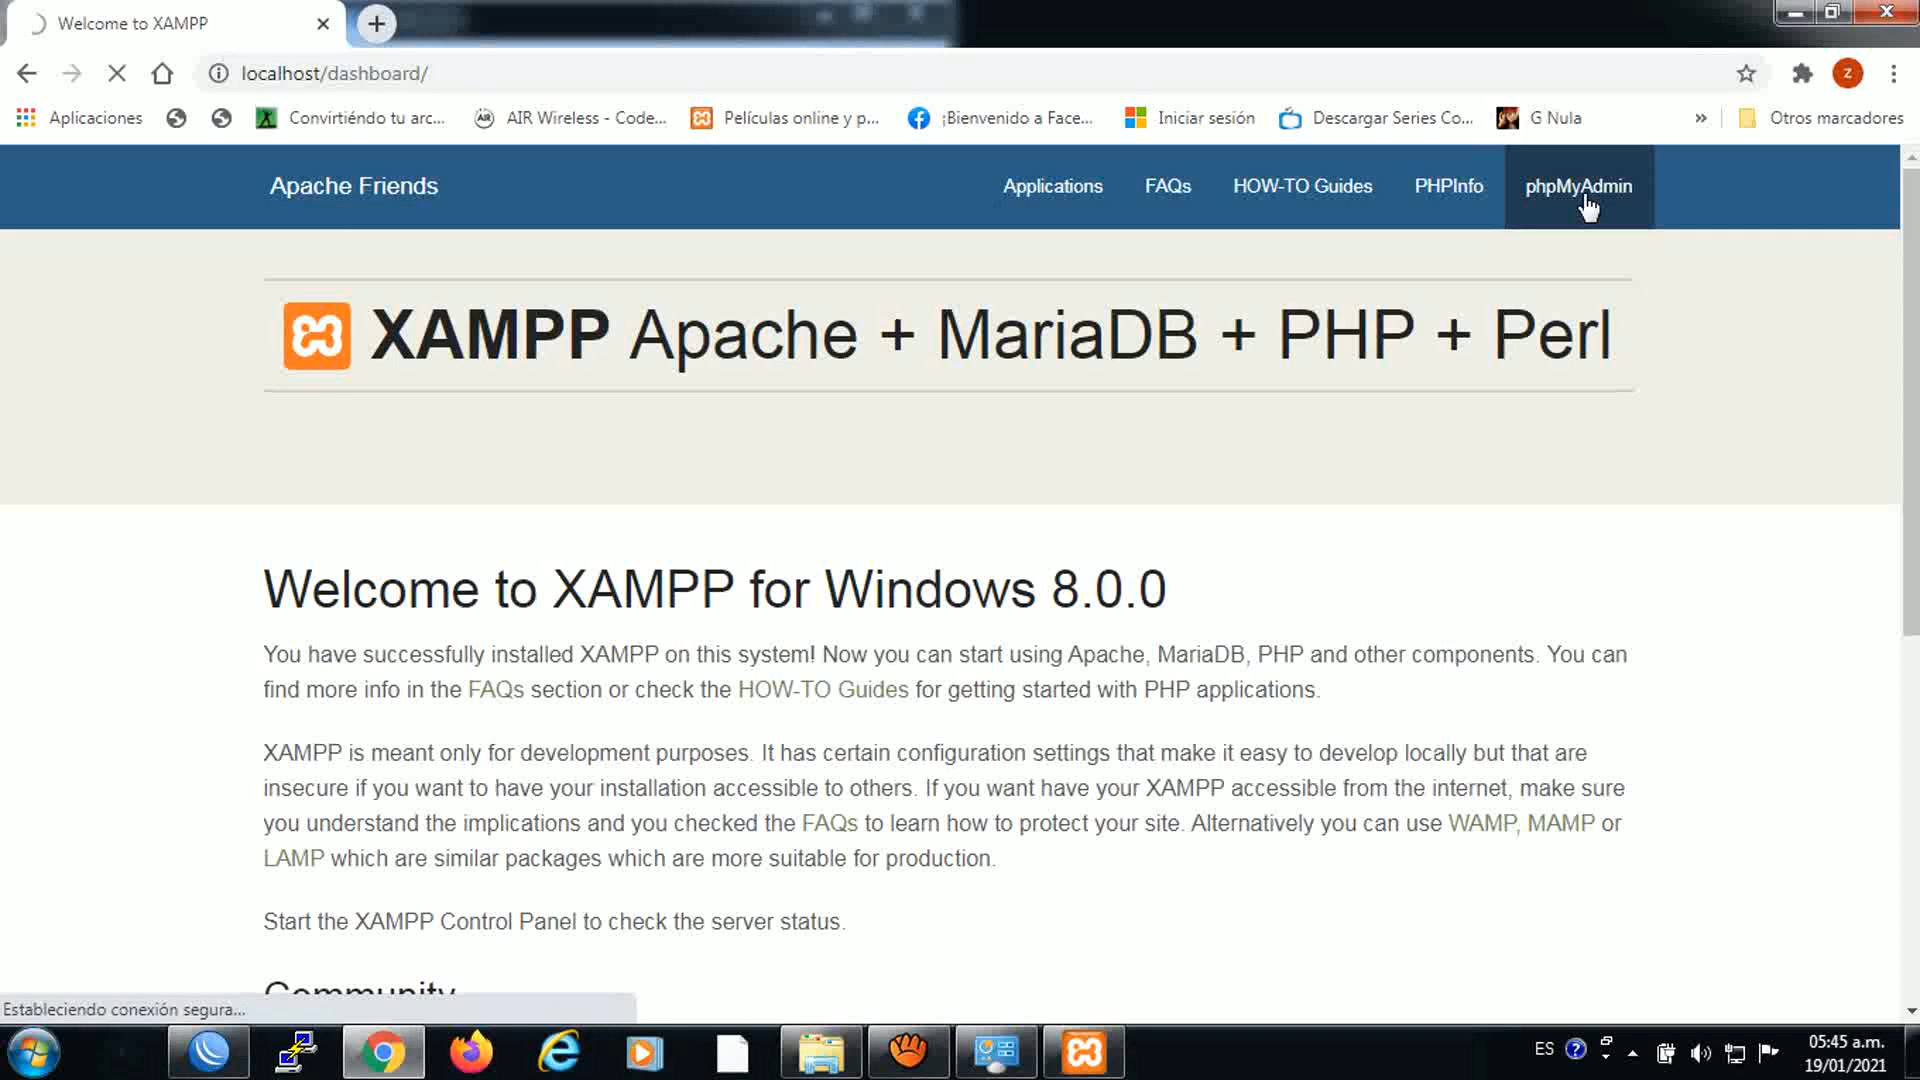 Welcome to XAMPP
localhost/dashboard/
Aplicaciones
Convirtiéndo tu arc...
AIR Wireless - Code...
Películas online y p...
¡Bienvenido a Face...
Iniciar sesión
Descargar Series Co...
G Nula
»
Otros marcadores
Apache Friends
Applications
FAQs
HOW-TO Guides
PHPInfo
phpMyAdmin
XAMPP Apache + MariaDB + PHP + Perl
Welcome to XAMPP for Windows 8.0.0
You have successfully installed XAMPP on this system! Now you can start using Apache, MariaDB, PHP and other components. You can
find more info in the FAQs section or check the HOW-TO Guides for getting started with PHP applications.
XAMPP is meant only for development purposes. It has certain configuration settings that make it easy to develop locally but that are
insecure if you want to have your installation accessible to others. If you want have your XAMPP accessible from the internet, make sure
you understand the implications and you checked the FAQs to learn how to protect your site. Alternatively you can use WAMP, MAMP or
LAMP which are similar packages which are more suitable for production.
Start the XAMPP Control Panel to check the server status.
Community
Estableciendo conexión segura...
ES
05:45 a.m.
19/01/2021